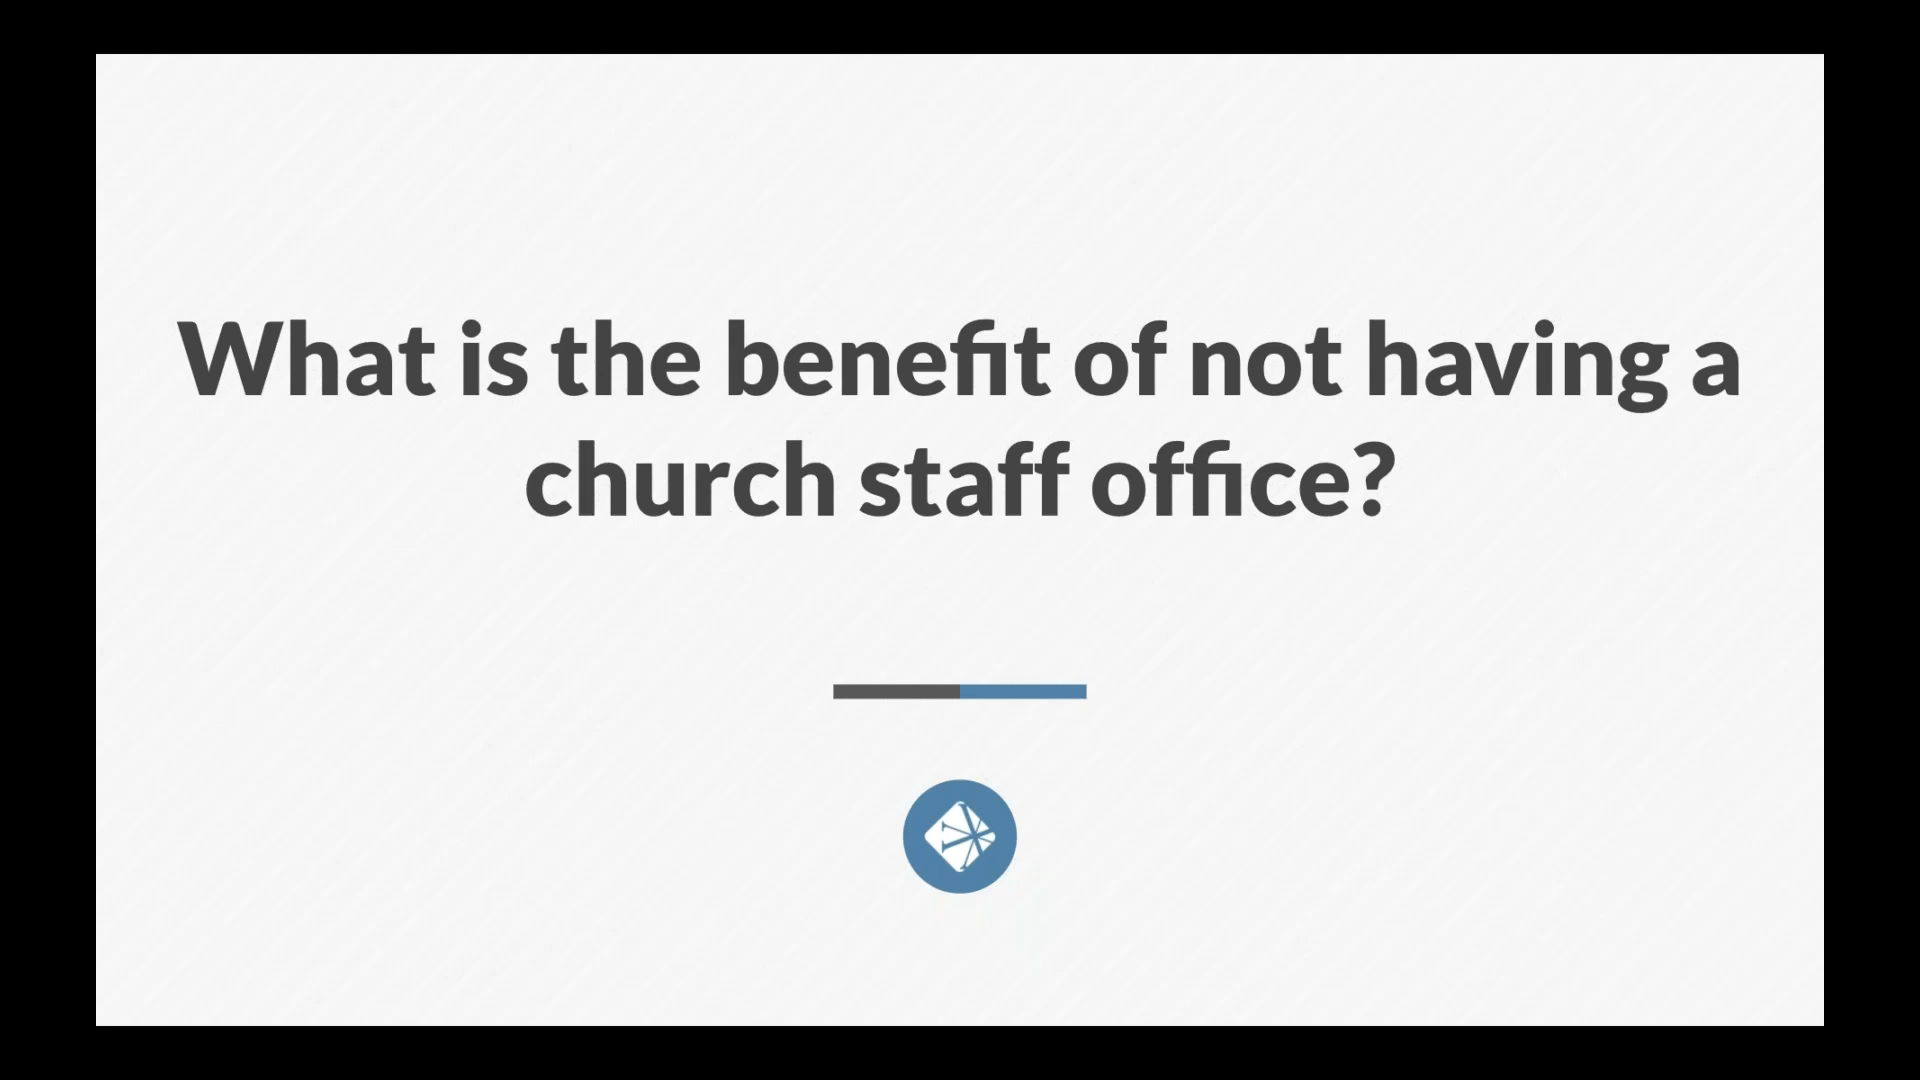 What is the benefit of not having a
church staff office?